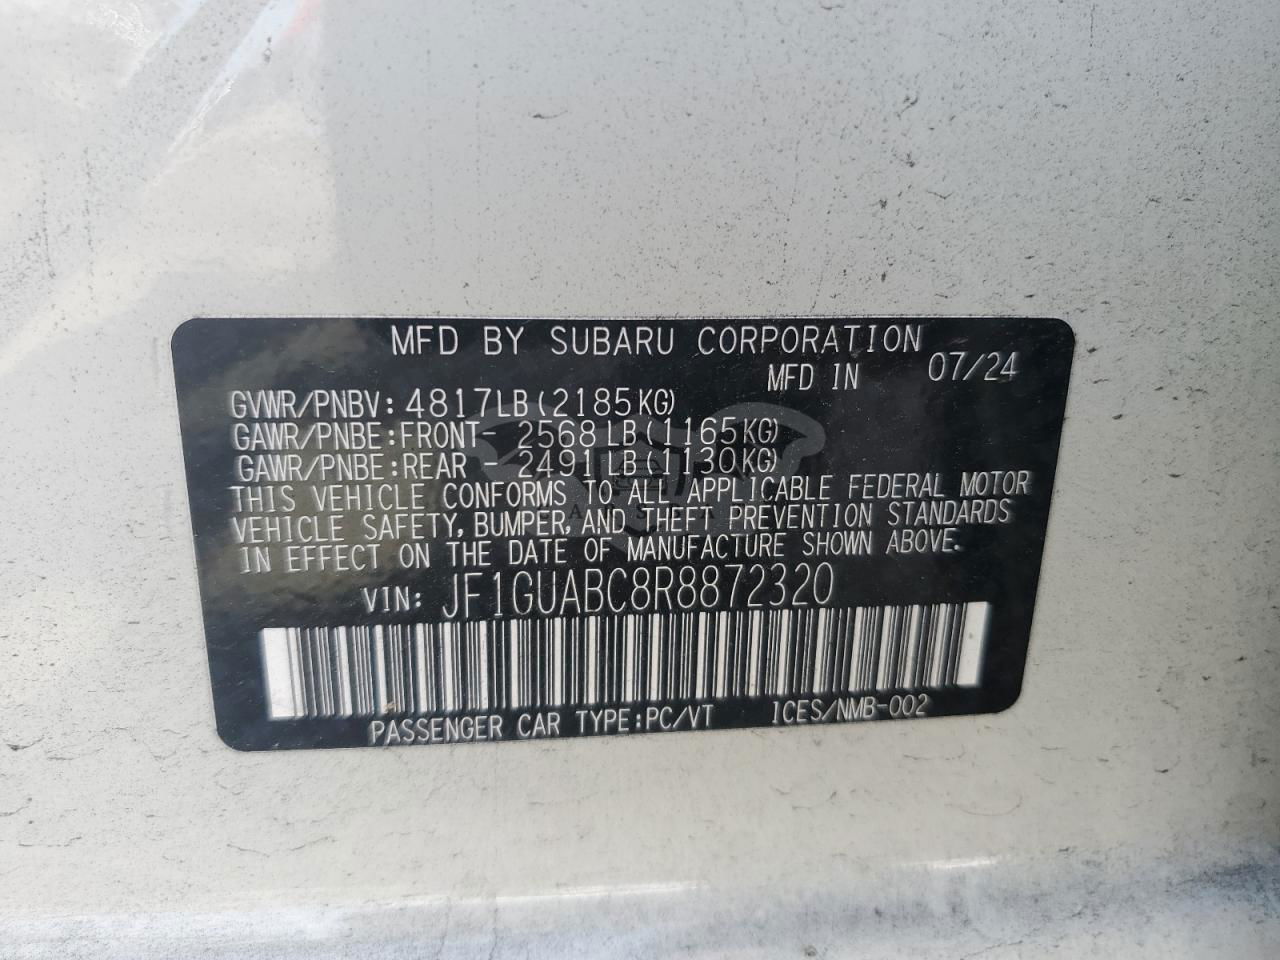 MFD BY SUBARU CORPORATION
MFD IN 07/24
GVWR/PNBV: 4817LB(2185KG)
GAWR/PNBE:FRONT- 2568LB(1165KG)
GAWR/PNBE:REAR - 2491LB(1130KG)
THIS VEHICLE CONFORMS TO ALL APPLICABLE FEDERAL MOTOR
VEHICLE SAFETY, BUMPER, AND THEFT PREVENTION STANDARDS
IN EFFECT ON THE DATE OF MANUFACTURE SHOWN ABOVE.
VIN: JF1GUABC8R8872320
PASSENGER CAR TYPE:PC/VT ICES/NMB-002